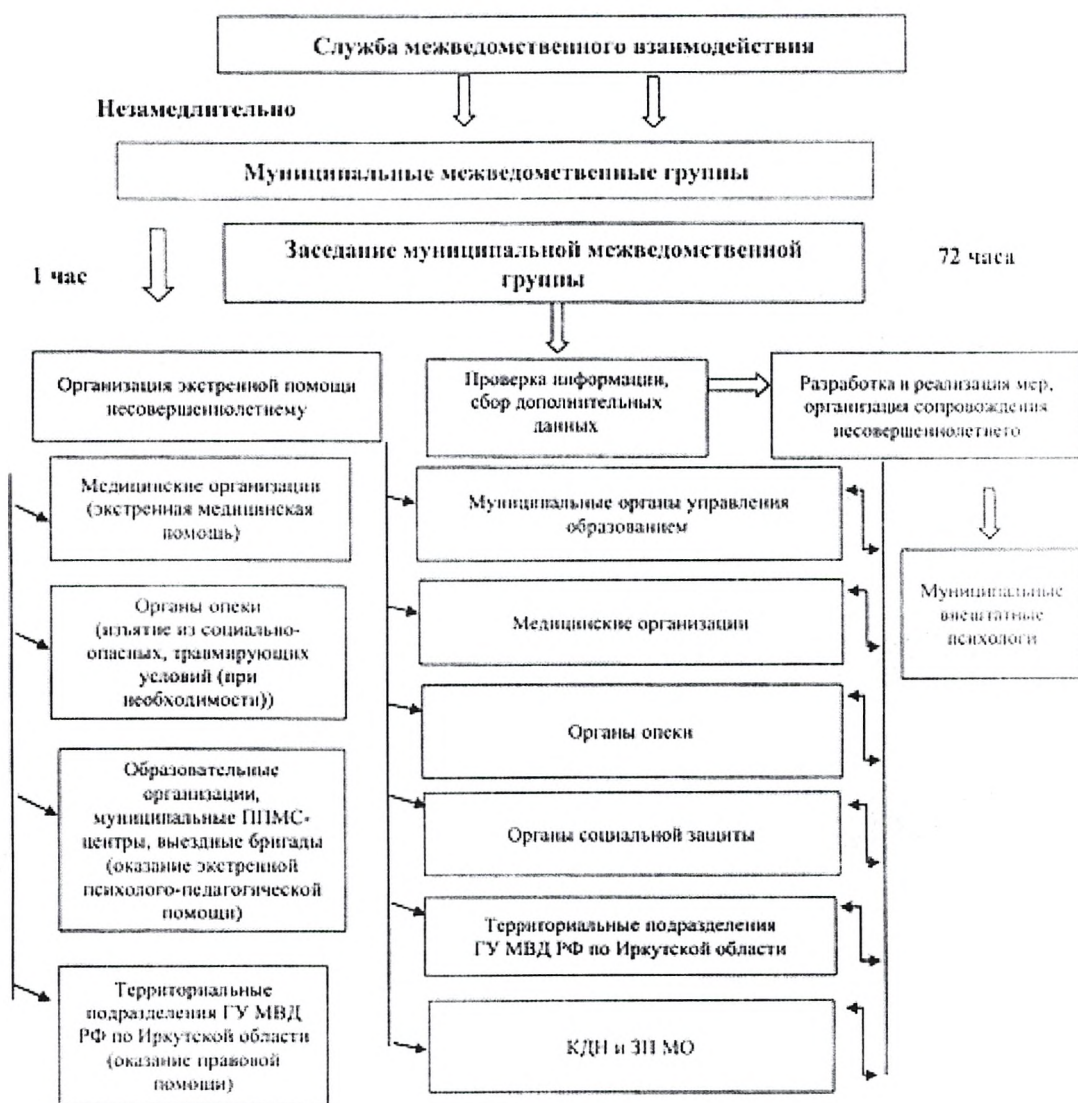 Служба межведомственного взаимодействия
Незамедлительно
Муниципальные межведомственные группы
Заседание муниципальной межведомственной
группы
1 час
72 часа
Организация экстренной помощи
несовершеннолетнему
Проверка информации,
сбор дополнительных
данных
Разработка и реализация мер,
организация сопровождения
несовершеннолетнего
Медицинские организации
(экстренная медицинская
помощь)
Органы опеки
(изъятие из социально-
опасных, травмирующих
условий (при
необходимости))
Образовательные
организации,
муниципальные ППМС-
центры, выездные бригады
(оказание экстренной
психолого-педагогической
помощи)
Территориальные
подразделения ГУ МВД
РФ по Иркутской области
(оказание правовой
помощи)
Муниципальные органы управления
образованием
Медицинские организации
Органы опеки
Органы социальной защиты
Территориальные подразделения
ГУ МВД РФ по Иркутской области
КДН и ЗП МО
Муниципальные
внештатные
психологи